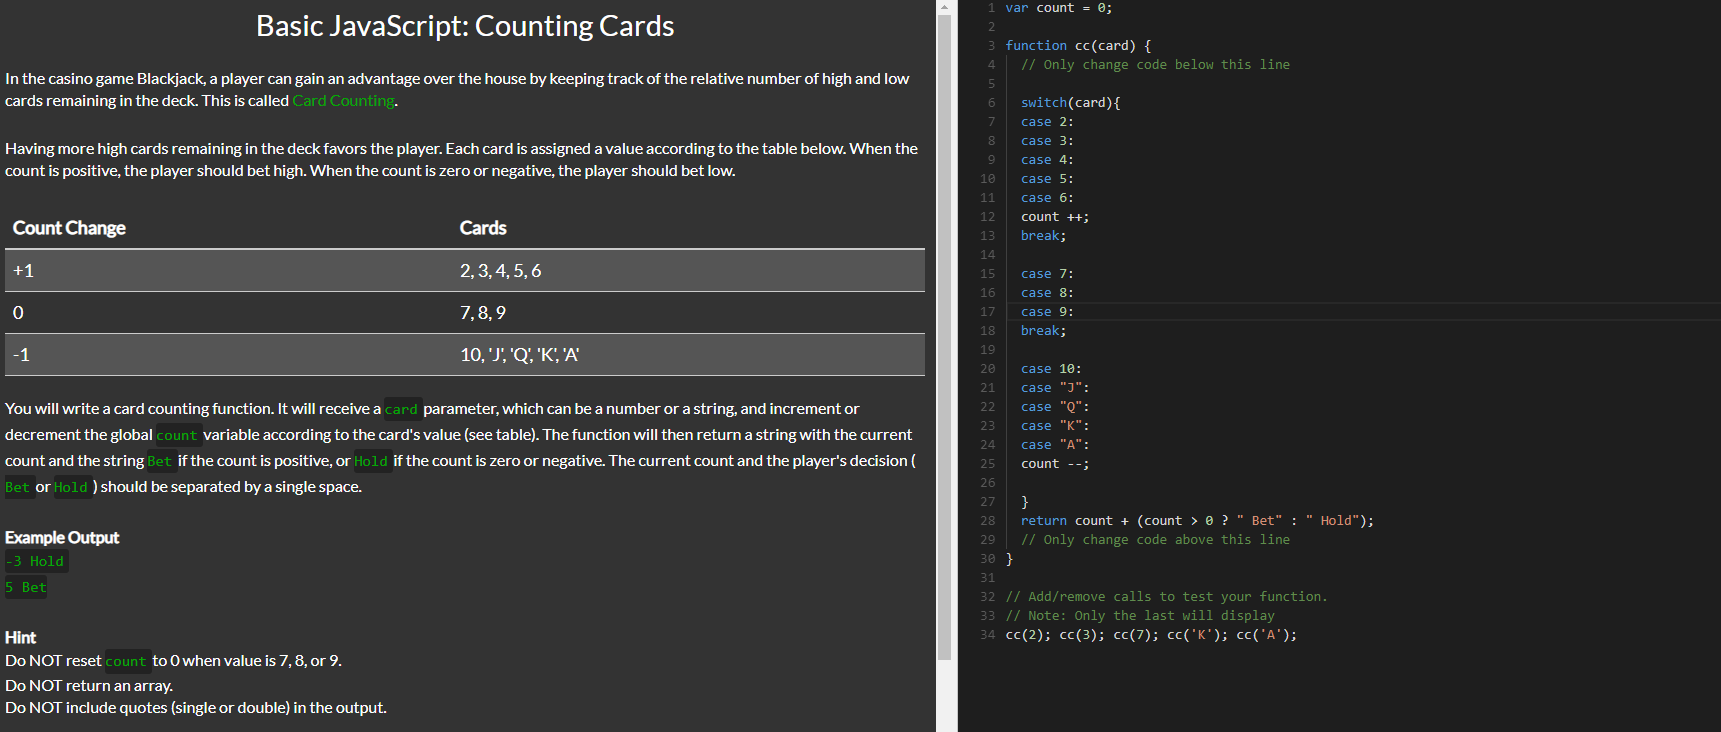 Basic JavaScript: Counting Cards
In the casino game Blackjack, a player can gain an advantage over the house by keeping track of the relative number of high and low
cards remaining in the deck. This is called Card Counting.
Having more high cards remaining in the deck favors the player. Each card is assigned a value according to the table below. When the
count is positive, the player should bet high. When the count is zero or negative, the player should bet low.
Count Change Cards
+1 2, 3, 4, 5, 6
0 7, 8, 9
-1 10, 'J', 'Q', 'K', 'A'
You will write a card counting function. It will receive a card parameter, which can be a number or a string, and increment or
decrement the global count variable according to the card's value (see table). The function will then return a string with the current
count and the string Bet if the count is positive, or Hold if the count is zero or negative. The current count and the player's decision (
Bet or Hold ) should be separated by a single space.
Example Output
-3 Hold
5 Bet
Hint
Do NOT reset count to 0 when value is 7, 8, or 9.
Do NOT return an array.
Do NOT include quotes (single or double) in the output.
1 var count = 0;
2
3 function cc(card) {
4 // Only change code below this line
5
6 switch(card){
7 case 2:
8 case 3:
9 case 4:
10 case 5:
11 case 6:
12 count ++;
13 break;
14
15 case 7:
16 case 8:
17 case 9:
18 break;
19
20 case 10:
21 case "J":
22 case "Q":
23 case "K":
24 case "A":
25 count --;
26
27 }
28 return count + (count > 0 ? " Bet" : " Hold");
29 // Only change code above this line
30 }
31
32 // Add/remove calls to test your function.
33 // Note: Only the last will display
34 cc(2); cc(3); cc(7); cc('K'); cc('A');